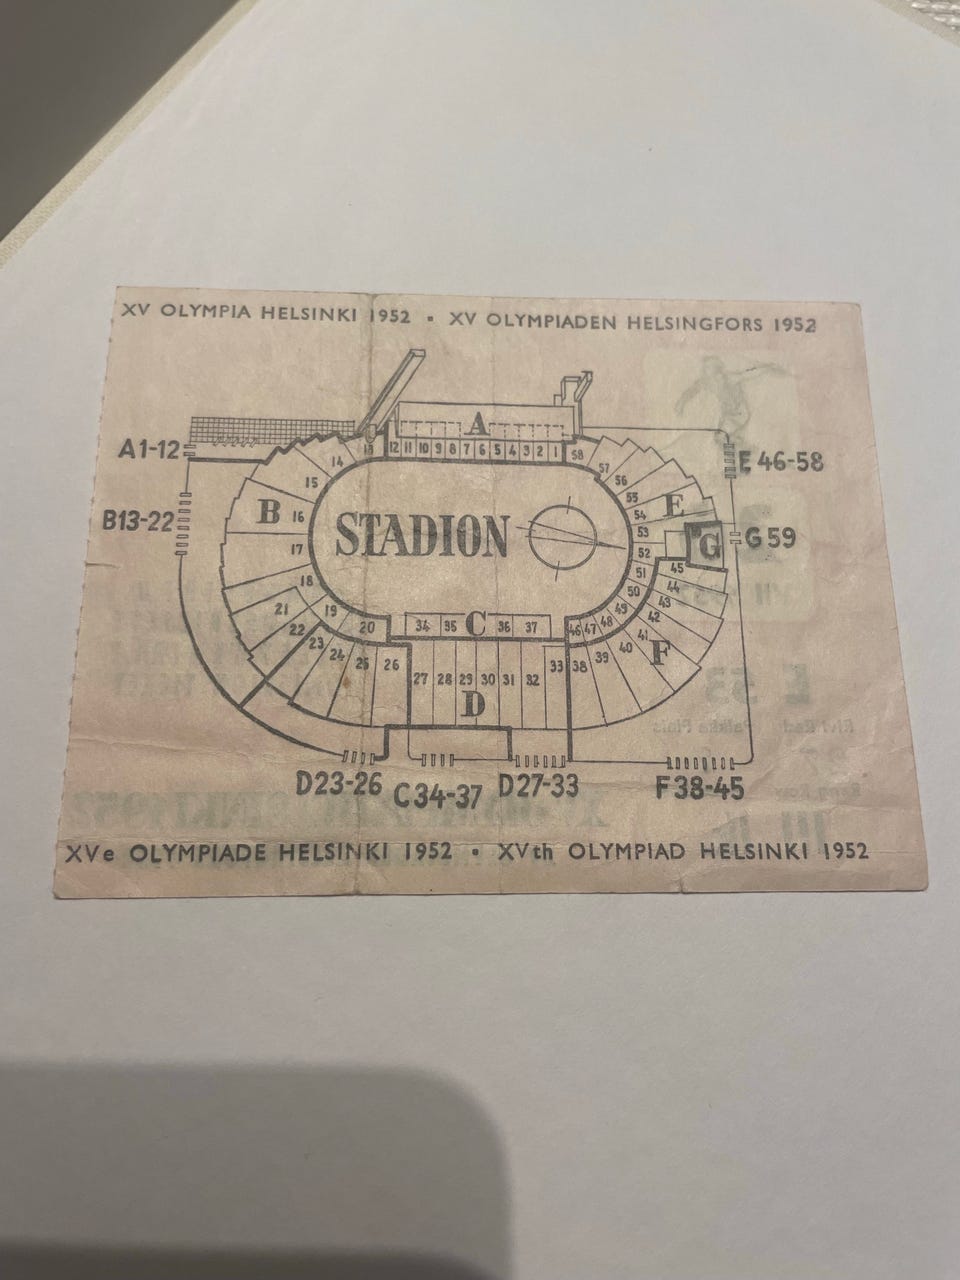 XV OLYMPIA HELSINKI 1952 • XV OLYMPIADEN HELSINGFORS 1952
A
A1-12
13 12 11 10 9 8 7 6 5 4 3 2 1 58
E 46-58
14
57
15
56
55
B 16
E
54
B13-22
STADION
53
G
G 59
17
52
45
51
18
44
50
21 19
43
49
22 20 34 35 C 36 37 46 47 48
42
23
41
24 25 26
33 38 39 40 F
27 28 29 30 31 32
D
D23-26 C34-37 D27-33 F38-45
XVe OLYMPIADE HELSINKI 1952 • XVth OLYMPIAD HELSINKI 1952